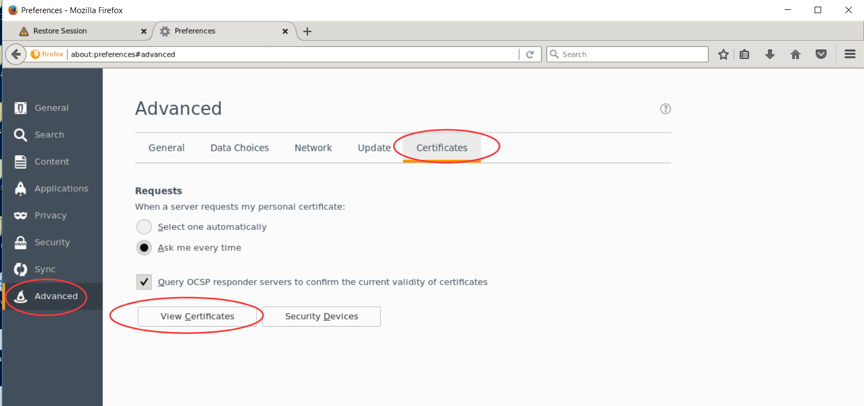 Preferences - Mozilla Firefox
Restore Session
Preferences
Firefox
about:preferences#advanced
Search
General
Search
Content
Applications
Privacy
Security
Sync
Advanced
Advanced
General Data Choices Network Update Certificates
Requests
When a server requests my personal certificate:
Select one automatically
Ask me every time
Query OCSP responder servers to confirm the current validity of certificates
View Certificates Security Devices